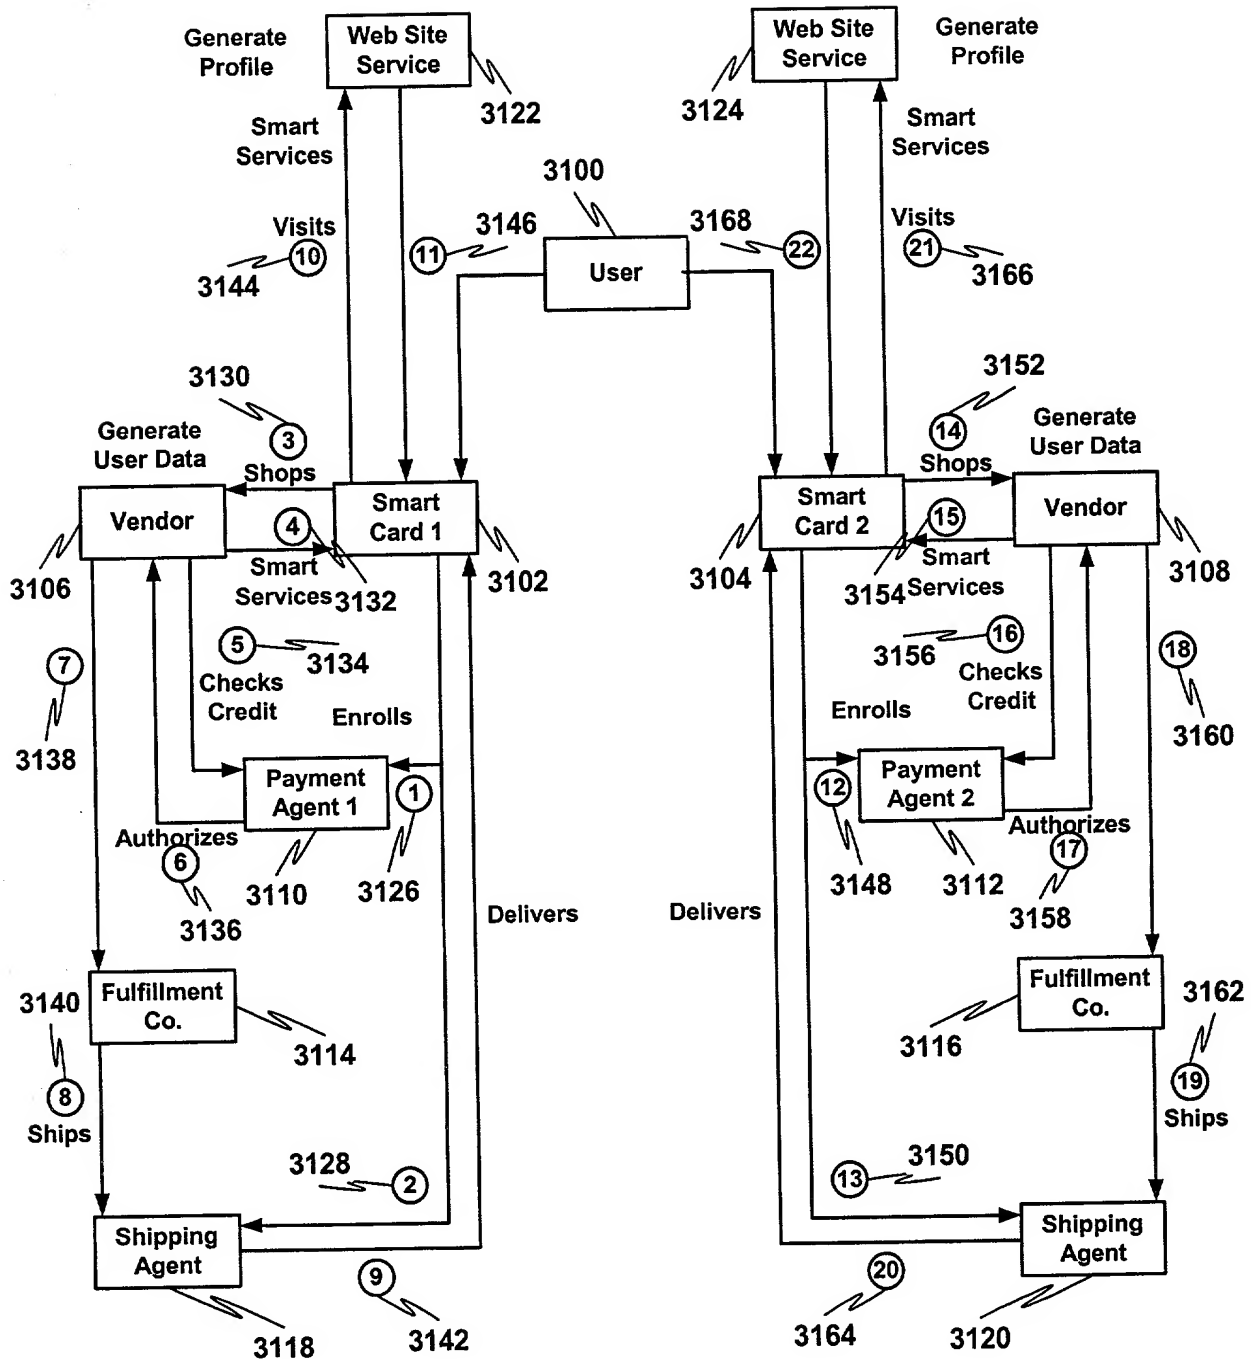 Generate
Profile
Web Site
Service
3122
Smart
Services
Web Site
Service
Generate
Profile
3124
Smart
Services
3100
User
Visits
10
3144
11
3146
3168
22
Visits
21
3166
3130
3
Shops
Generate
User Data
Vendor
3106
4
Smart
Services
3132
Smart
Card 1
3102
3152
14
Shops
Generate
User Data
Smart
Card 2
3104
15
3154
Smart
Services
Vendor
3108
5
3134
Checks
Credit
7
3138
Enrolls
Payment
Agent 1
1
3126
3110
Authorizes
6
3136
3156
16
Checks
Credit
18
3160
Enrolls
Payment
Agent 2
12
3148
3112
Authorizes
17
3158
Delivers
Delivers
Fulfillment
Co.
3114
3140
8
Ships
Fulfillment
Co.
3116
3162
19
Ships
3128
2
Shipping
Agent
3118
9
3142
13
3150
Shipping
Agent
20
3164
3120